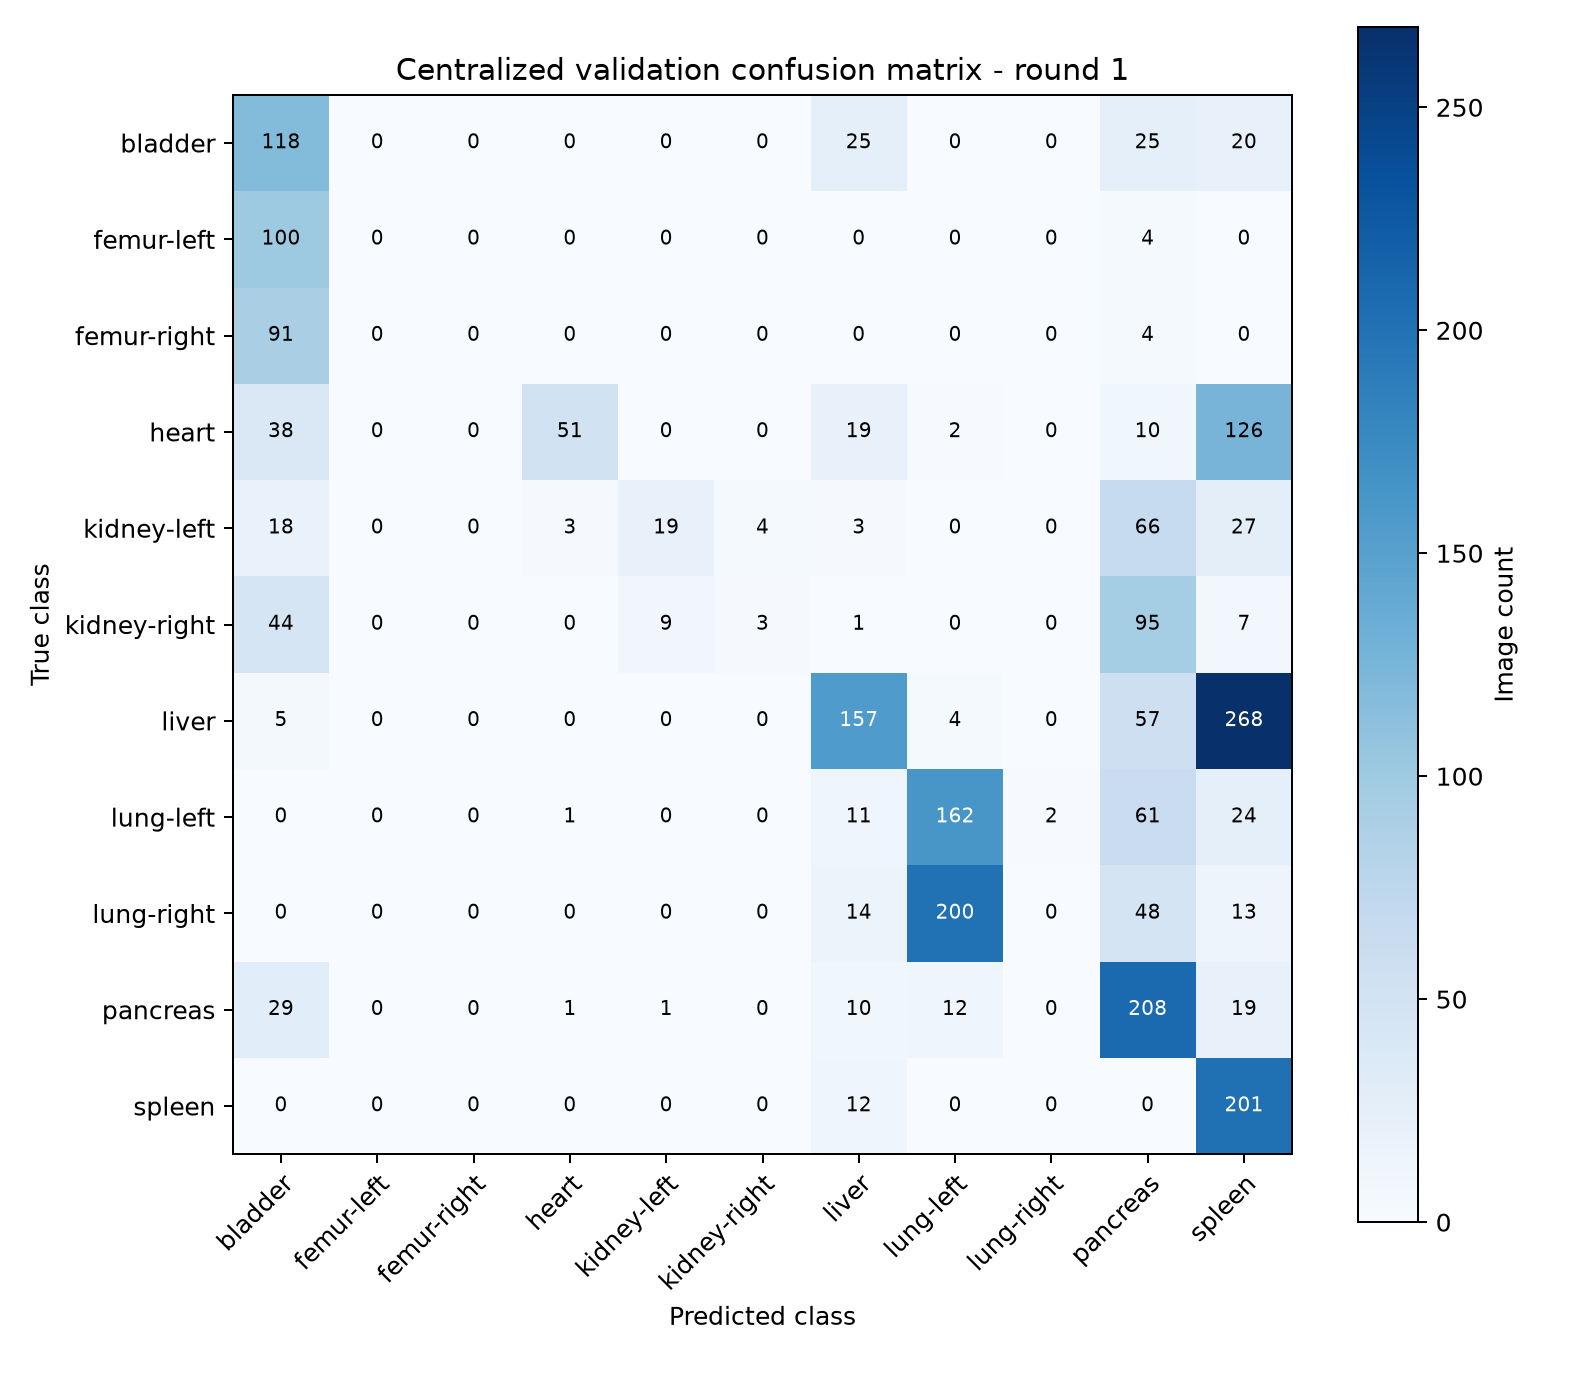 Centralized validation confusion matrix - round 1
bladder 118 0 0 0 0 0 25 0 0 25 20
femur-left 100 0 0 0 0 0 0 0 0 4 0
femur-right 91 0 0 0 0 0 0 0 0 4 0
heart 38 0 0 51 0 0 19 2 0 10 126
kidney-left 18 0 0 3 19 4 3 0 0 66 27
kidney-right 44 0 0 0 9 3 1 0 0 95 7
liver 5 0 0 0 0 0 157 4 0 57 268
lung-left 0 0 0 1 0 0 11 162 2 61 24
lung-right 0 0 0 0 0 0 14 200 0 48 13
pancreas 29 0 0 1 1 0 10 12 0 208 19
spleen 0 0 0 0 0 0 12 0 0 0 201
True class
bladder femur-left femur-right heart kidney-left kidney-right liver lung-left lung-right pancreas spleen
Predicted class
250
200
150
100
50
0
Image count